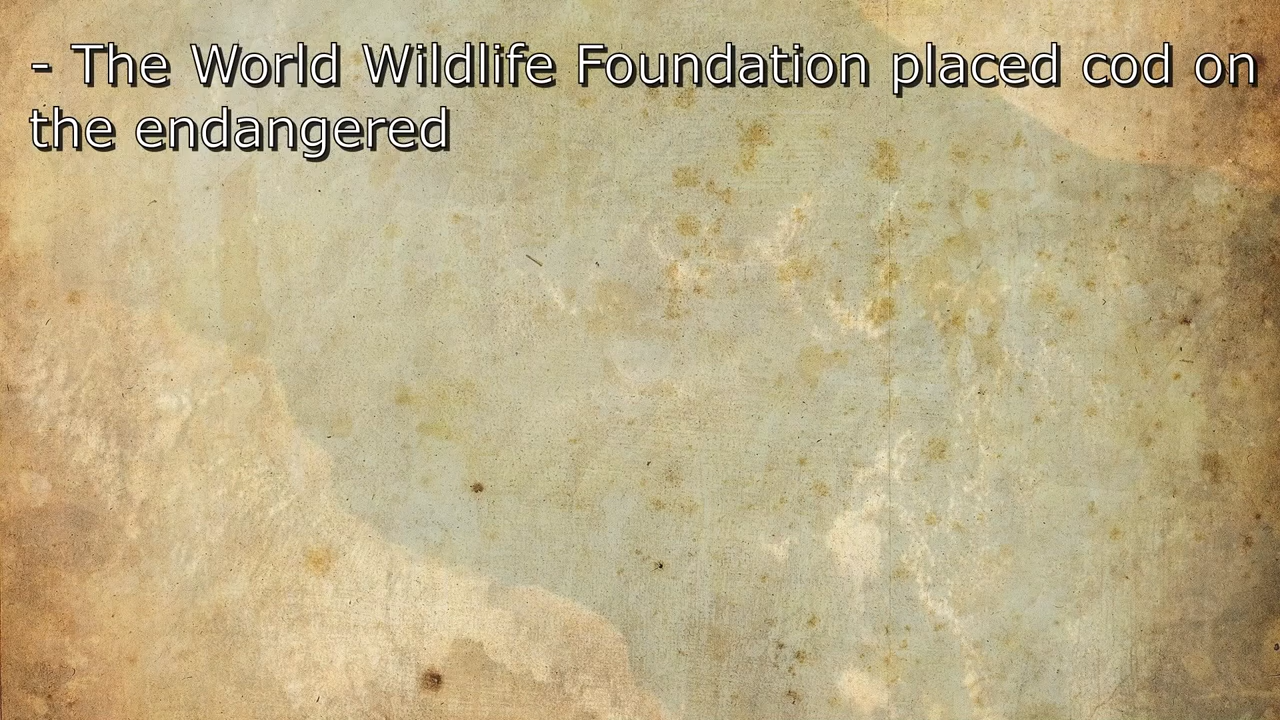 - The World Wildlife Foundation placed cod on
the endangered